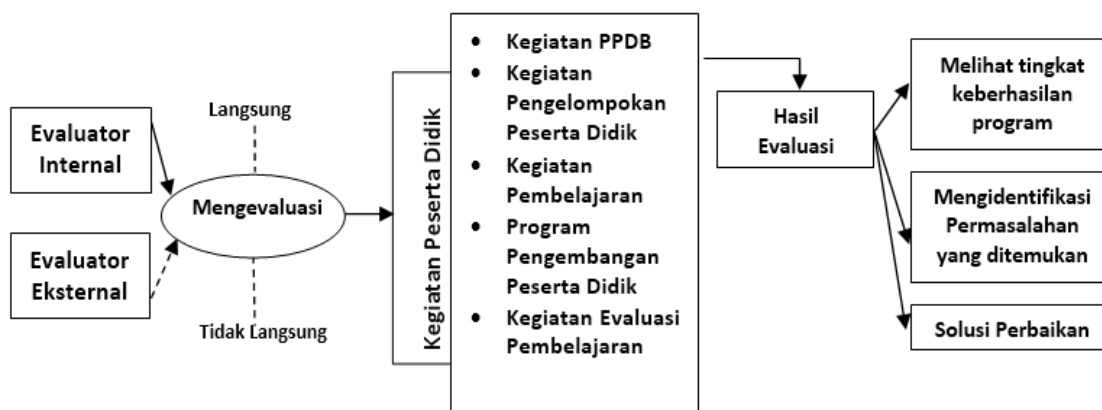 Evaluator
Internal
Evaluator
Eksternal
Langsung
Mengevaluasi
Tidak Langsung
Kegiatan Peserta Didik
• Kegiatan PPDB
• Kegiatan
Pengelompokan
Peserta Didik
• Kegiatan
Pembelajaran
• Program
Pengembangan
Peserta Didik
• Kegiatan Evaluasi
Pembelajaran
Hasil
Evaluasi
Melihat tingkat
keberhasilan
program
Mengidentifikasi
Permasalahan
yang ditemukan
Solusi Perbaikan